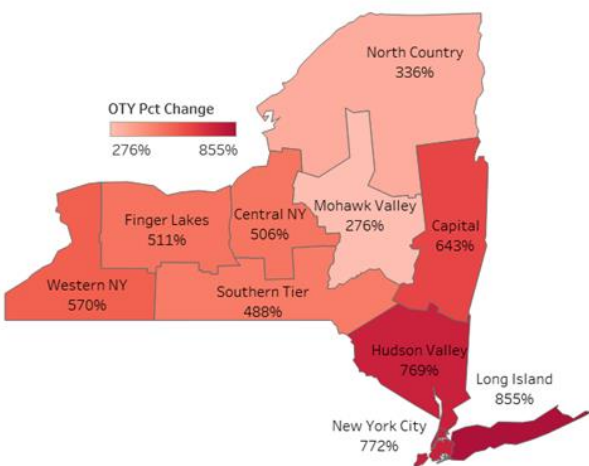 North Country
336%
OTY Pct Change
276% 855%
Mohawk Valley
276%
Finger Lakes
511%
Central NY
506%
Capital
643%
Western NY
570%
Southern Tier
488%
Hudson Valley
769%
Long Island
855%
New York City
772%